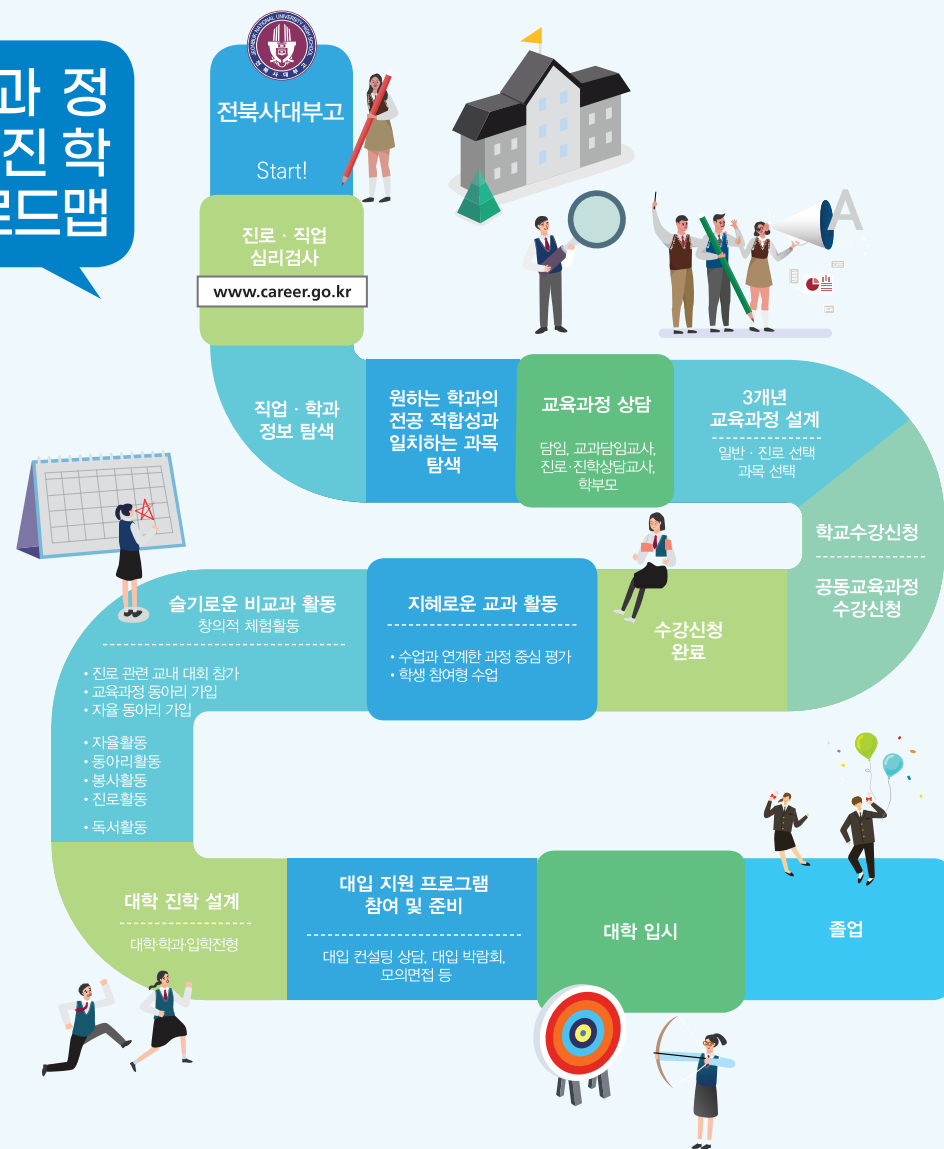 과 정
진 학
로드맵
JEONBUK NATIONAL UNIVERSITY HIGH SCHOOL
전북사대부고
전북사대부고
Start!
진로 · 직업
심리검사
www.career.go.kr
직업 · 학과
정보 탐색
원하는 학과의
전공 적합성과
일치하는 과목
탐색
교육과정 상담
담임, 교과담임교사,
진로·진학상담교사,
학부모
3개년
교육과정 설계
일반 · 진로 선택
과목 선택
A
학교수강신청
공동교육과정
수강신청
수강신청
완료
지혜로운 교과 활동
• 수업과 연계한 과정 중심 평가
• 학생 참여형 수업
슬기로운 비교과 활동
창의적 체험활동
• 진로 관련 교내 대회 참가
• 교육과정 동아리 가입
• 자율 동아리 가입
• 자율활동
• 동아리활동
• 봉사활동
• 진로활동
• 독서활동
대학 진학 설계
대학·학과·입학전형
대입 지원 프로그램
참여 및 준비
대입 컨설팅 상담, 대입 박람회,
모의면접 등
대학 입시
졸업